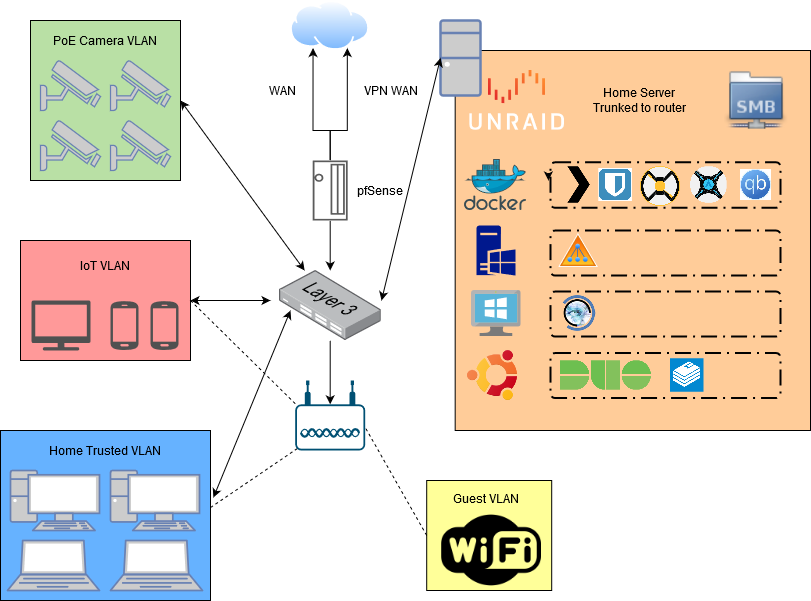 PoE Camera VLAN
WAN
VPN WAN
pfSense
UNRAID
Home Server
Trunked to router
SMB
docker
qb
IoT VLAN
Layer 3
DUO
Home Trusted VLAN
Guest VLAN
WiFi